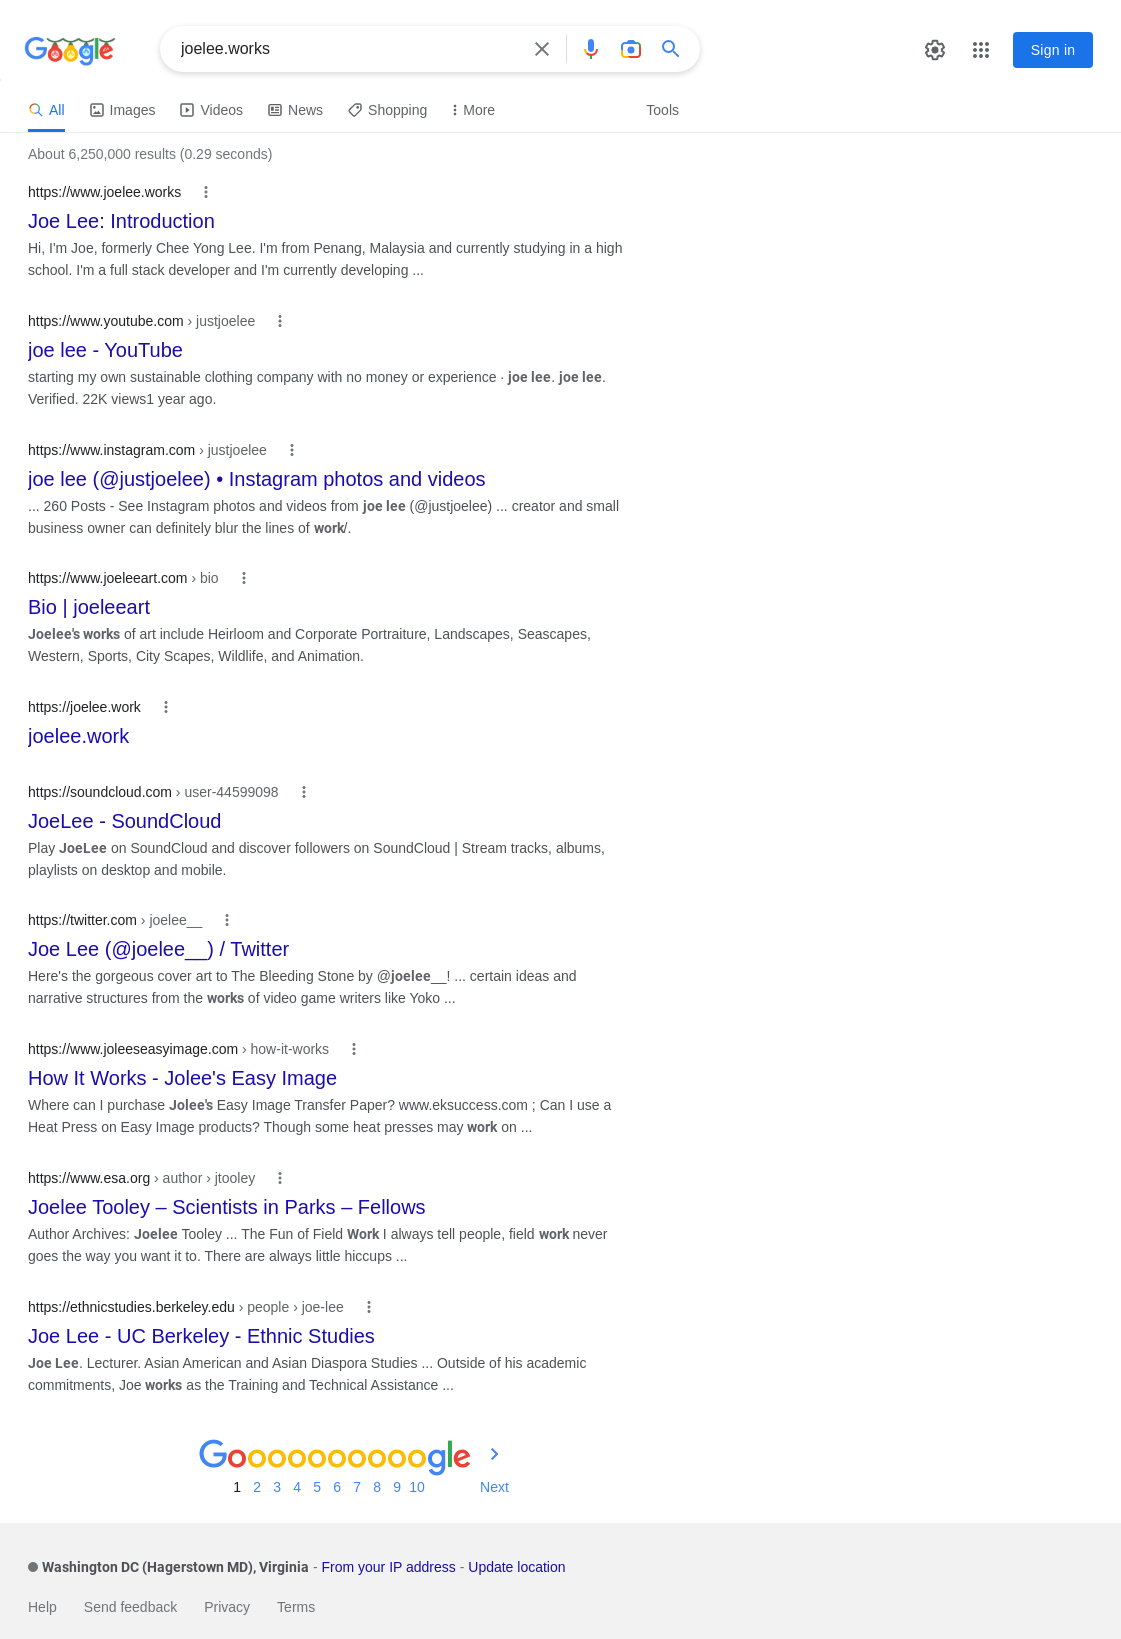 Google
joelee.works
Sign in
All Images Videos News Shopping More Tools
About 6,250,000 results (0.29 seconds)
https://www.joelee.works
Joe Lee: Introduction
Hi, I'm Joe, formerly Chee Yong Lee. I'm from Penang, Malaysia and currently studying in a high
school. I'm a full stack developer and I'm currently developing ...
https://www.youtube.com › justjoelee
joe lee - YouTube
starting my own sustainable clothing company with no money or experience · joe lee. joe lee.
Verified. 22K views1 year ago.
https://www.instagram.com › justjoelee
joe lee (@justjoelee) • Instagram photos and videos
... 260 Posts - See Instagram photos and videos from joe lee (@justjoelee) ... creator and small
business owner can definitely blur the lines of work/.
https://www.joeleeart.com › bio
Bio | joeleeart
Joelee's works of art include Heirloom and Corporate Portraiture, Landscapes, Seascapes,
Western, Sports, City Scapes, Wildlife, and Animation.
https://joelee.work
joelee.work
https://soundcloud.com › user-44599098
JoeLee - SoundCloud
Play JoeLee on SoundCloud and discover followers on SoundCloud | Stream tracks, albums,
playlists on desktop and mobile.
https://twitter.com › joelee__
Joe Lee (@joelee__) / Twitter
Here's the gorgeous cover art to The Bleeding Stone by @joelee__! ... certain ideas and
narrative structures from the works of video game writers like Yoko ...
https://www.joleeseasyimage.com › how-it-works
How It Works - Jolee's Easy Image
Where can I purchase Jolee's Easy Image Transfer Paper? www.eksuccess.com ; Can I use a
Heat Press on Easy Image products? Though some heat presses may work on ...
https://www.esa.org › author › jtooley
Joelee Tooley – Scientists in Parks – Fellows
Author Archives: Joelee Tooley ... The Fun of Field Work I always tell people, field work never
goes the way you want it to. There are always little hiccups ...
https://ethnicstudies.berkeley.edu › people › joe-lee
Joe Lee - UC Berkeley - Ethnic Studies
Joe Lee. Lecturer. Asian American and Asian Diaspora Studies ... Outside of his academic
commitments, Joe works as the Training and Technical Assistance ...
Goooooooooogle
1 2 3 4 5 6 7 8 9 10 Next
Washington DC (Hagerstown MD), Virginia - From your IP address - Update location
Help Send feedback Privacy Terms